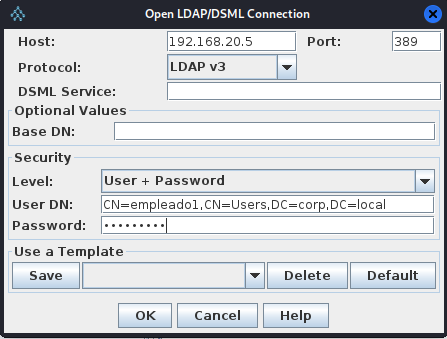 Open LDAP/DSML Connection
Host: 192.168.20.5 Port: 389
Protocol: LDAP v3
DSML Service:
Optional Values
Base DN:
Security
Level: User + Password
User DN: CN=empleado1,CN=Users,DC=corp,DC=local
Password: •••••••••
Use a Template
Save Delete Default
OK Cancel Help